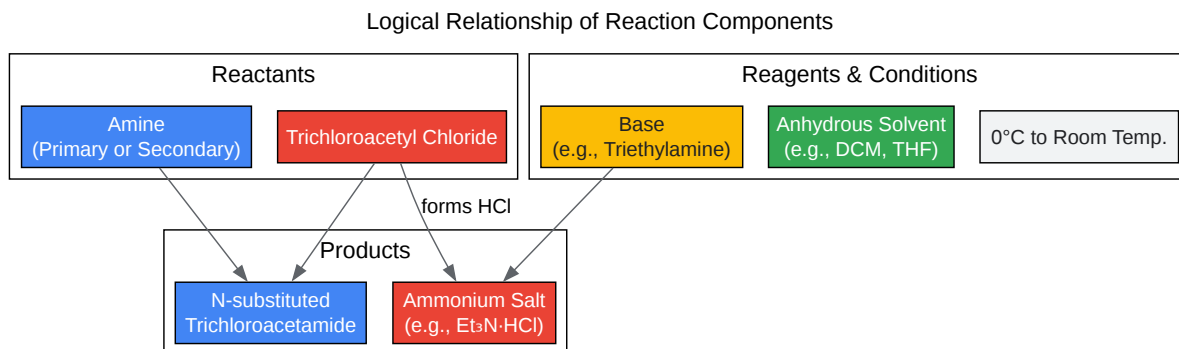 Logical Relationship of Reaction Components
Reactants
Amine
(Primary or Secondary)
Trichloroacetyl Chloride
Reagents & Conditions
Base
(e.g., Triethylamine)
Anhydrous Solvent
(e.g., DCM, THF)
0°C to Room Temp.
forms HCl
Products
N-substituted
Trichloroacetamide
Ammonium Salt
(e.g., Et₃N·HCl)